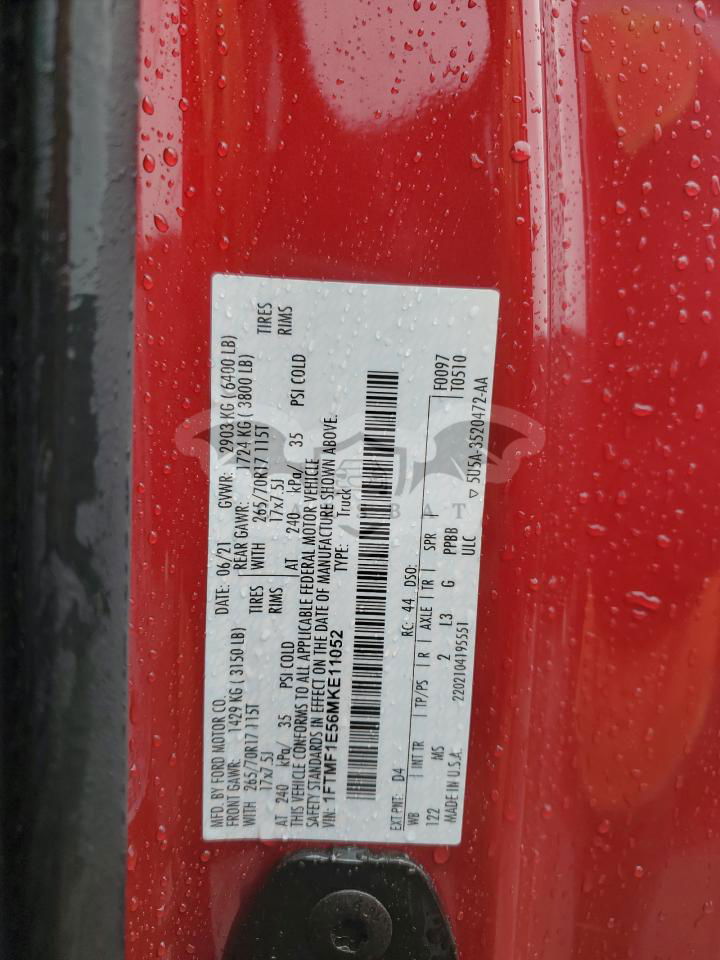 MFD. BY FORD MOTOR CO.
DATE: 06/21 GVWR: 2903 KG ( 6400 LB)
FRONT GAWR: 1429 KG ( 3150 LB) REAR GAWR: 1724 KG ( 3800 LB)
WITH 265/70R17 115T TIRES WITH 265/70R17 115T TIRES
17x7.5J RIMS 17x7.5J RIMS
AT 240 kPa/ 35 PSI COLD AT 240 kPa/ 35 PSI COLD
THIS VEHICLE CONFORMS TO ALL APPLICABLE FEDERAL MOTOR VEHICLE
SAFETY STANDARDS IN EFFECT ON THE DATE OF MANUFACTURE SHOWN ABOVE.
VIN: 1FTMF1E56MKE11052 TYPE: Truck
EXT PNT: D4 RC: 44 DSO:
WB INT TR TP/PS R AXLE TR SPR F0097
122 MS 2 L3 G PPBB T0510
MADE IN U.S.A. 2202104195551 ULC ▽ 5U5A-3520472-AA